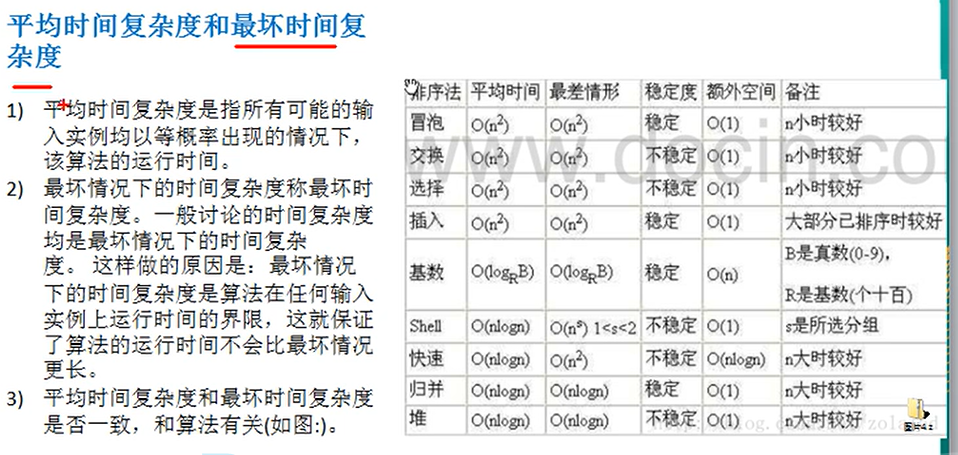 平均时间复杂度和最坏时间复
杂度
1) 平均时间复杂度是指所有可能的输
入实例均以等概率出现的情况下，
该算法的运行时间。
2) 最坏情况下的时间复杂度称最坏时
间复杂度。一般讨论的时间复杂度
均是最坏情况下的时间复杂
度。 这样做的原因是：最坏情况
下的时间复杂度是算法在任何输入
实例上运行时间的界限，这就保证
了算法的运行时间不会比最坏情况
更长。
3) 平均时间复杂度和最坏时间复杂度
是否一致，和算法有关(如图:)。
排序法 平均时间 最差情形 稳定度 额外空间 备注
冒泡 O(n²) O(n²) 稳定 O(1) n小时较好
交换 O(n²) O(n²) 不稳定 O(1) n小时较好
选择 O(n²) O(n²) 不稳定 O(1) n小时较好
插入 O(n²) O(n²) 稳定 O(1) 大部分已排序时较好
基数 O(logRB) O(logRB) 稳定 O(n) B是真数(0-9)，
R是基数(个十百)
Shell O(nlogn) O(nˢ) 1<s<2 不稳定 O(1) s是所选分组
快速 O(nlogn) O(n²) 不稳定 O(nlogn) n大时较好
归并 O(nlogn) O(nlogn) 稳定 O(1) n大时较好
堆 O(nlogn) O(nlogn) 不稳定 O(1) n大时较好
www.docin.co